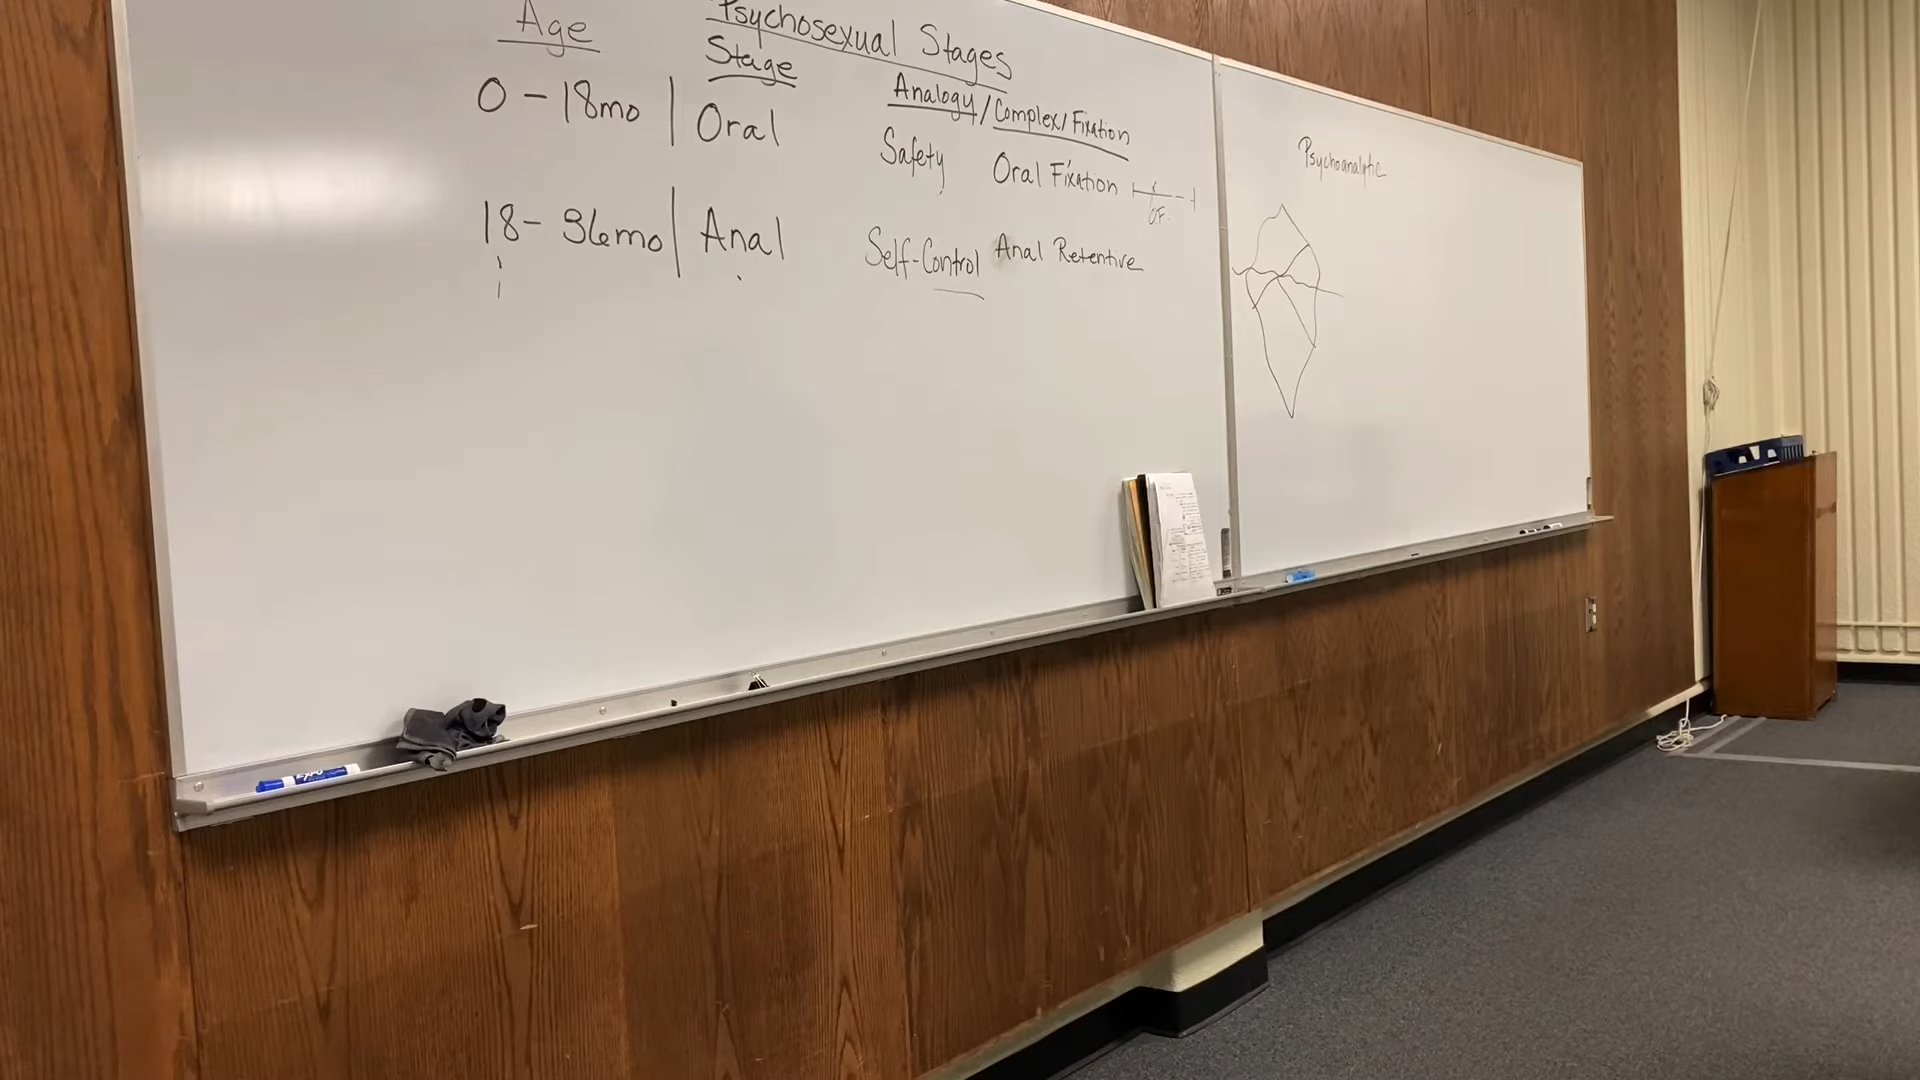 Psychosexual Stages
Age Stage Analogy/Complex/Fixation
0-18mo | Oral Safety Oral Fixation
O.F.
18-36mo | Anal Self-Control Anal Retentive
Psychoanalytic
EXPO